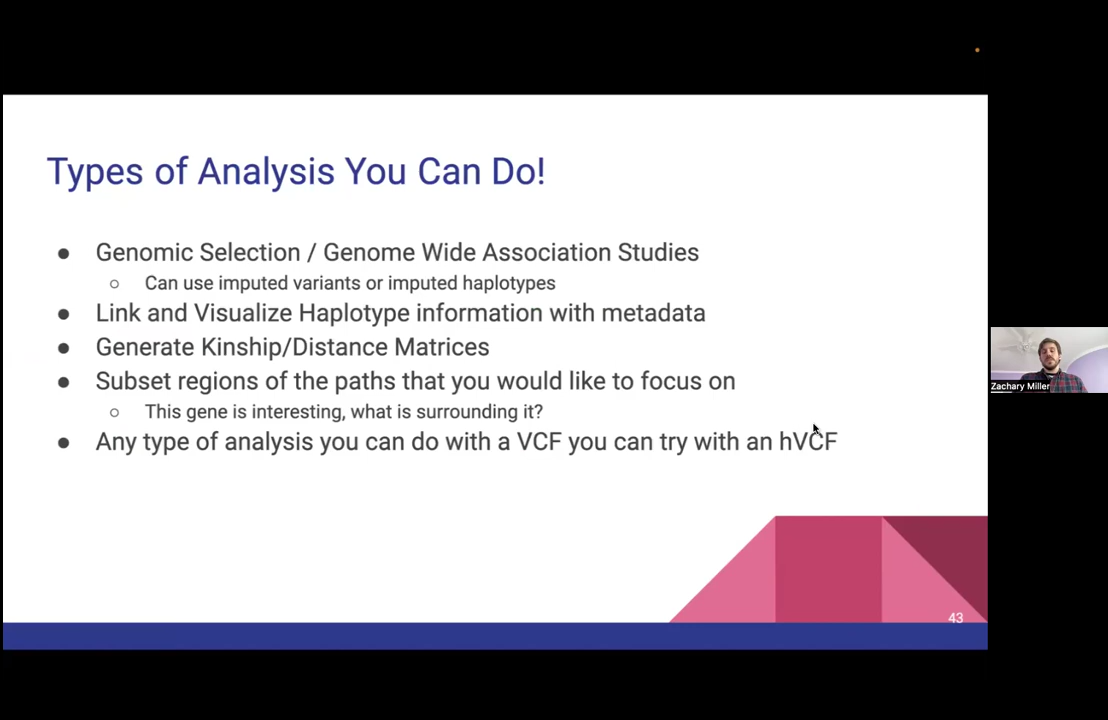 Types of Analysis You Can Do!
● Genomic Selection / Genome Wide Association Studies
○ Can use imputed variants or imputed haplotypes
● Link and Visualize Haplotype information with metadata
● Generate Kinship/Distance Matrices
● Subset regions of the paths that you would like to focus on
○ This gene is interesting, what is surrounding it?
● Any type of analysis you can do with a VCF you can try with an hVCF
43
Zachary Miller